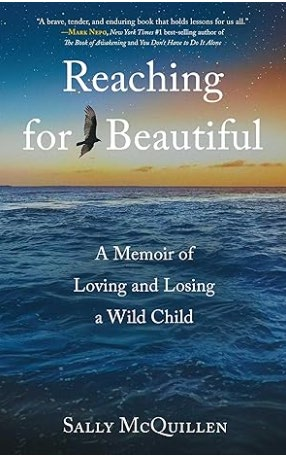 "A brave, tender, and enduring book that holds lessons for us all."
—Mark Nepo, New York Times #1 best-selling author of
The Book of Awakening and You Don't Have to Do It Alone
Reaching
for Beautiful
A Memoir of
Loving and Losing
a Wild Child
Sally McQuillen